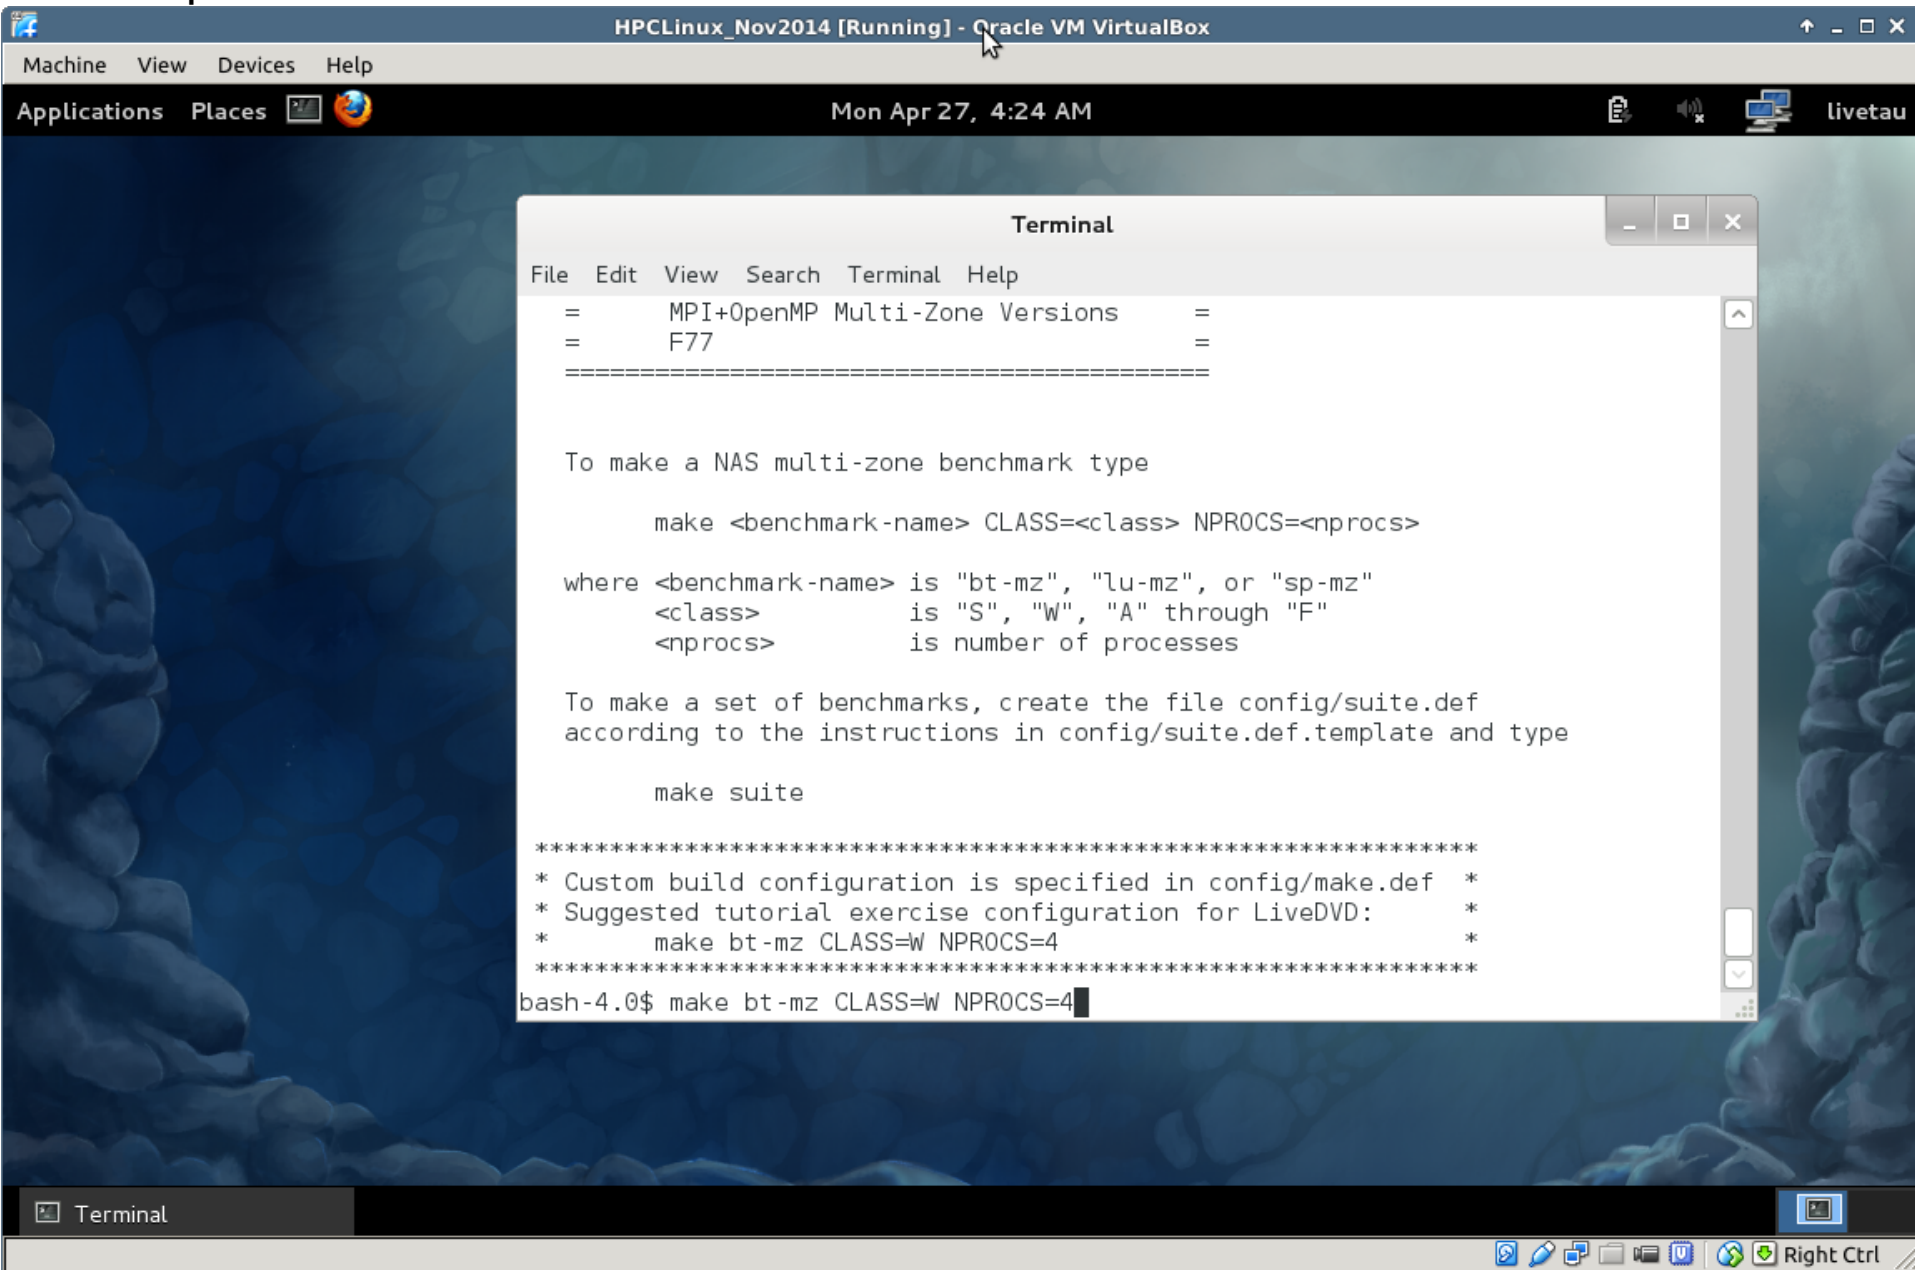 HPCLinux_Nov2014 [Running] - Oracle VM VirtualBox
Machine View Devices Help
Applications Places Mon Apr 27, 4:24 AM livetau
Terminal
File Edit View Search Terminal Help
= MPI+OpenMP Multi-Zone Versions =
= F77 =
===========================================
To make a NAS multi-zone benchmark type
make <benchmark-name> CLASS=<class> NPROCS=<nprocs>
where <benchmark-name> is "bt-mz", "lu-mz", or "sp-mz"
<class> is "S", "W", "A" through "F"
<nprocs> is number of processes
To make a set of benchmarks, create the file config/suite.def
according to the instructions in config/suite.def.template and type
make suite
***************************************************************
* Custom build configuration is specified in config/make.def *
* Suggested tutorial exercise configuration for LiveDVD: *
* make bt-mz CLASS=W NPROCS=4 *
***************************************************************
bash-4.0$ make bt-mz CLASS=W NPROCS=4
Terminal
Right Ctrl